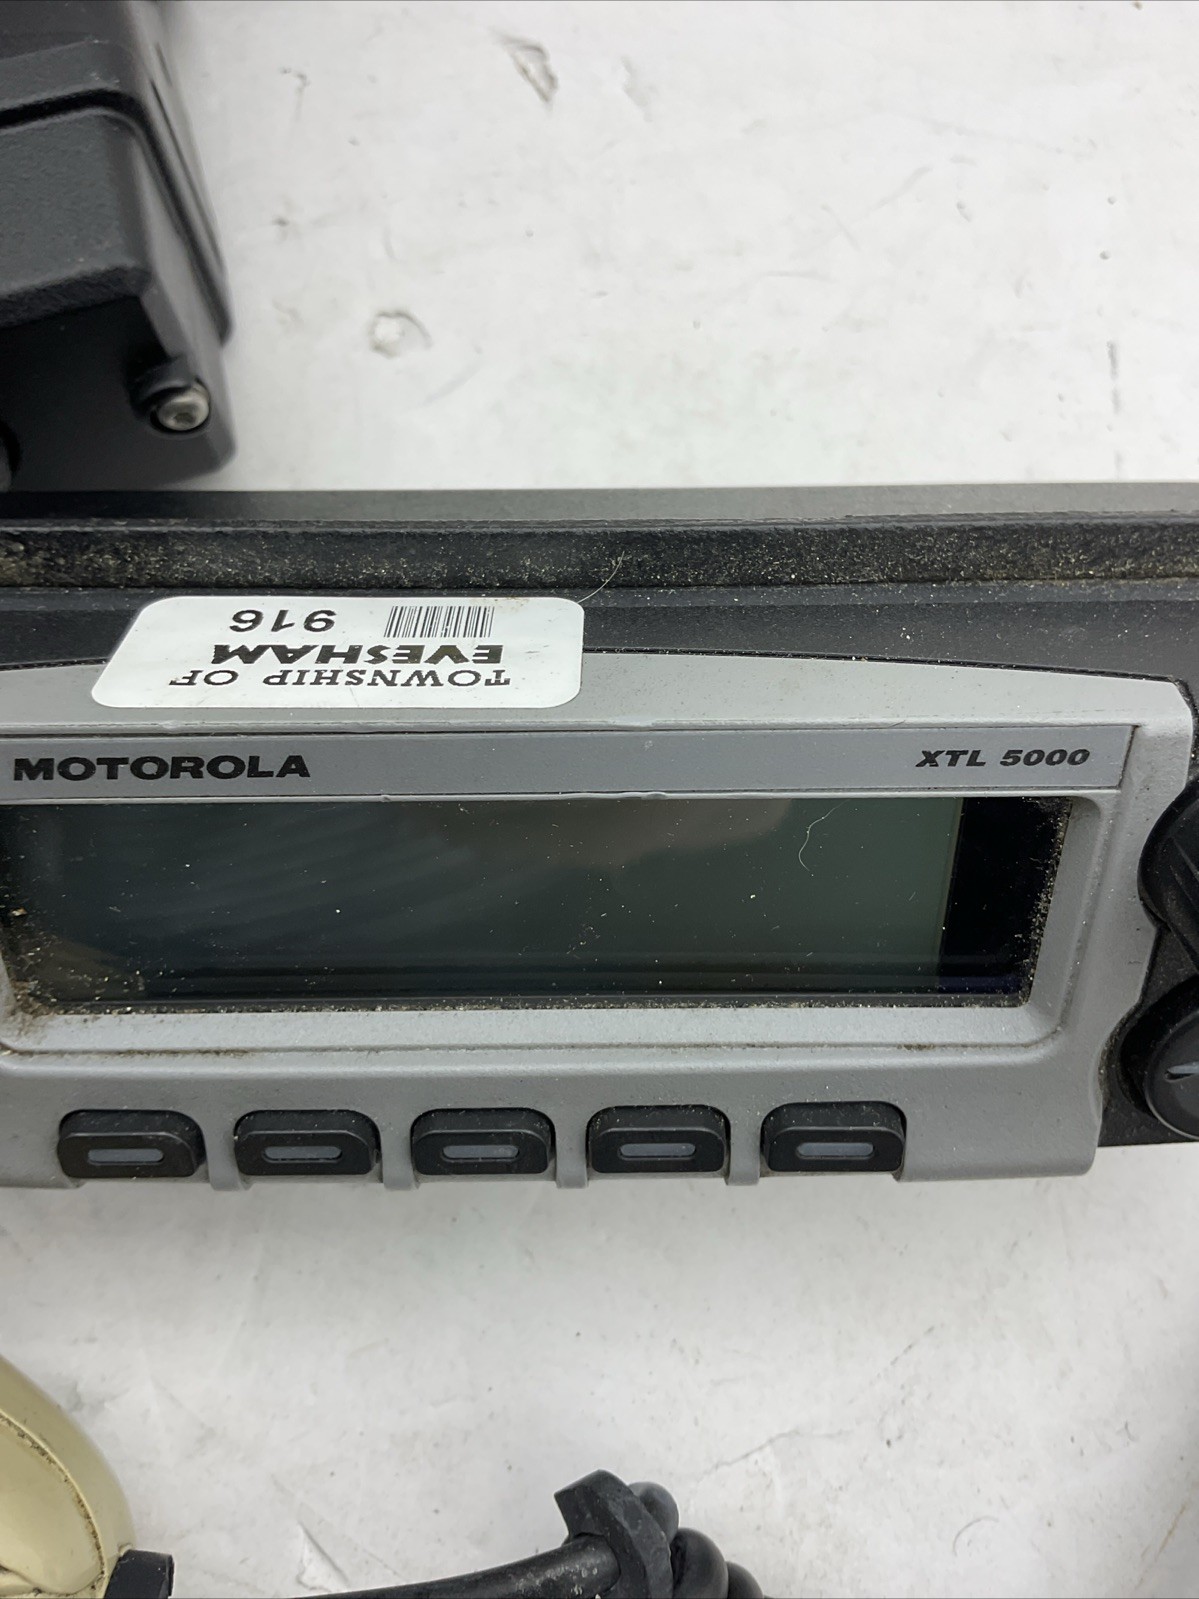 TOWNSHIP OF
EVESHAM
916
MOTOROLA
XTL 5000